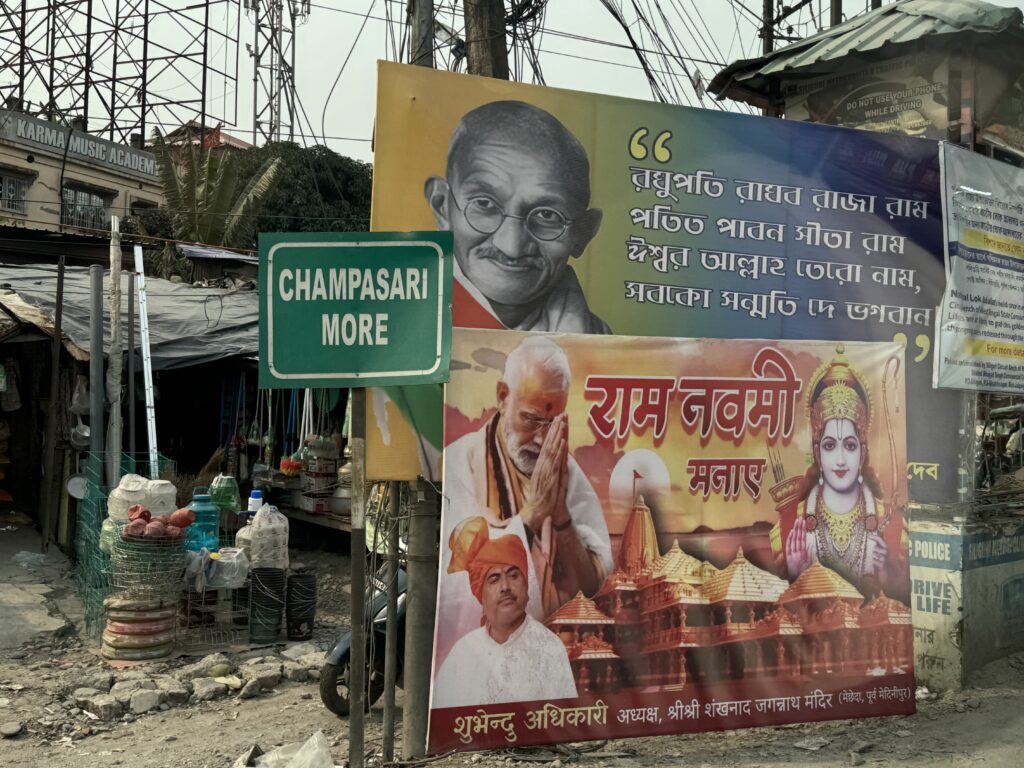 KARMA MUSIC ACADEMY
DO NOT USE YOUR PHONE
WHILE DRIVING
CHAMPASARI
MORE
“
রঘুপতি রাঘব রাজা রাম
পতিত পাবন সীতা রাম
ঈশ্বর আল্লাহ তেরো নাম,
সবকো সন্মতি দে ভগবান
”
দেব
For more
राम नवमी
मनाए
शुभेन्दु अधिकारी अध्यक्ष, श्रीश्री शंखनाद जगन्नाथ मंदिर (मेछेदा, पूर्व मेदिनीपुर)
POLICE
DRIVE
LIFE